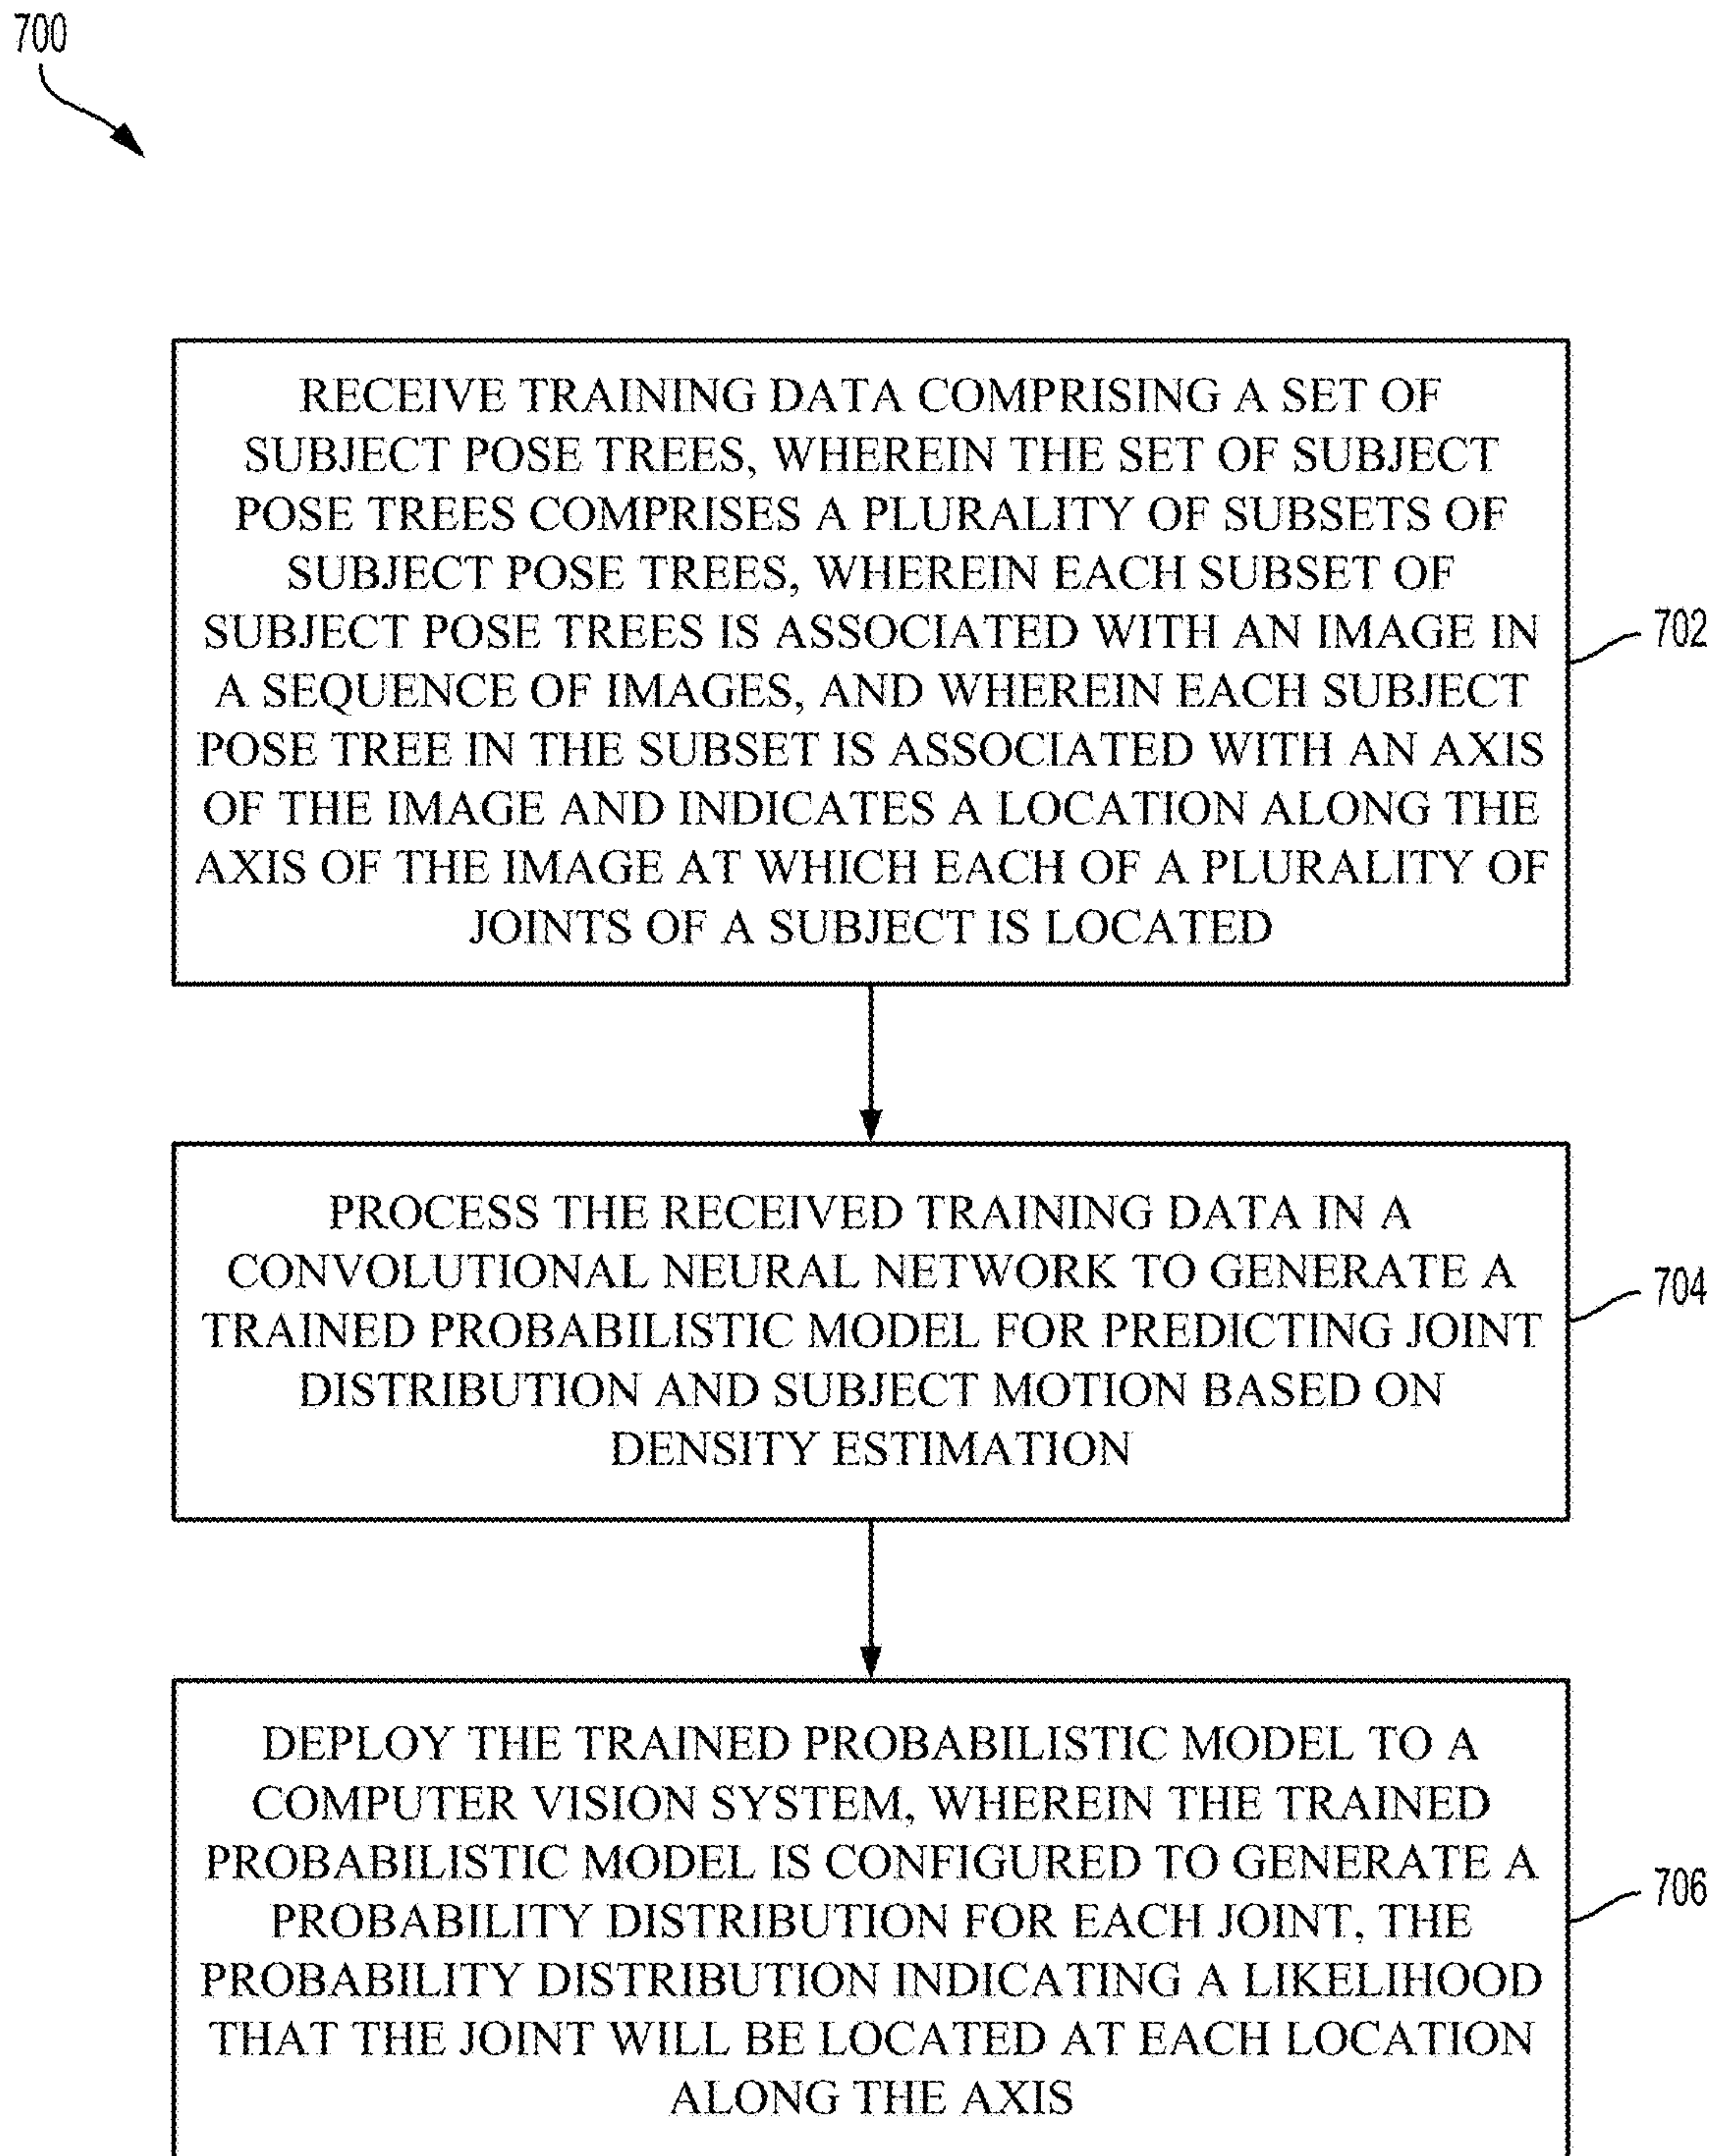 700
RECEIVE TRAINING DATA COMPRISING A SET OF
SUBJECT POSE TREES, WHEREIN THE SET OF SUBJECT
POSE TREES COMPRISES A PLURALITY OF SUBSETS OF
SUBJECT POSE TREES, WHEREIN EACH SUBSET OF
SUBJECT POSE TREES IS ASSOCIATED WITH AN IMAGE IN
A SEQUENCE OF IMAGES, AND WHEREIN EACH SUBJECT
POSE TREE IN THE SUBSET IS ASSOCIATED WITH AN AXIS
OF THE IMAGE AND INDICATES A LOCATION ALONG THE
AXIS OF THE IMAGE AT WHICH EACH OF A PLURALITY OF
JOINTS OF A SUBJECT IS LOCATED
702
PROCESS THE RECEIVED TRAINING DATA IN A
CONVOLUTIONAL NEURAL NETWORK TO GENERATE A
TRAINED PROBABILISTIC MODEL FOR PREDICTING JOINT
DISTRIBUTION AND SUBJECT MOTION BASED ON
DENSITY ESTIMATION
704
DEPLOY THE TRAINED PROBABILISTIC MODEL TO A
COMPUTER VISION SYSTEM, WHEREIN THE TRAINED
PROBABILISTIC MODEL IS CONFIGURED TO GENERATE A
PROBABILITY DISTRIBUTION FOR EACH JOINT, THE
PROBABILITY DISTRIBUTION INDICATING A LIKELIHOOD
THAT THE JOINT WILL BE LOCATED AT EACH LOCATION
ALONG THE AXIS
706